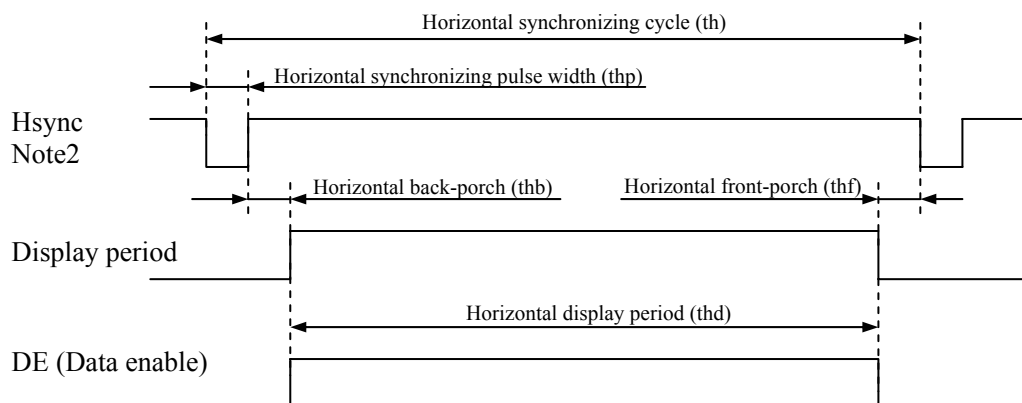 Horizontal synchronizing cycle (th)
Horizontal synchronizing pulse width (thp)
Hsync
Note2
Horizontal back-porch (thb)
Horizontal front-porch (thf)
Display period
Horizontal display period (thd)
DE (Data enable)